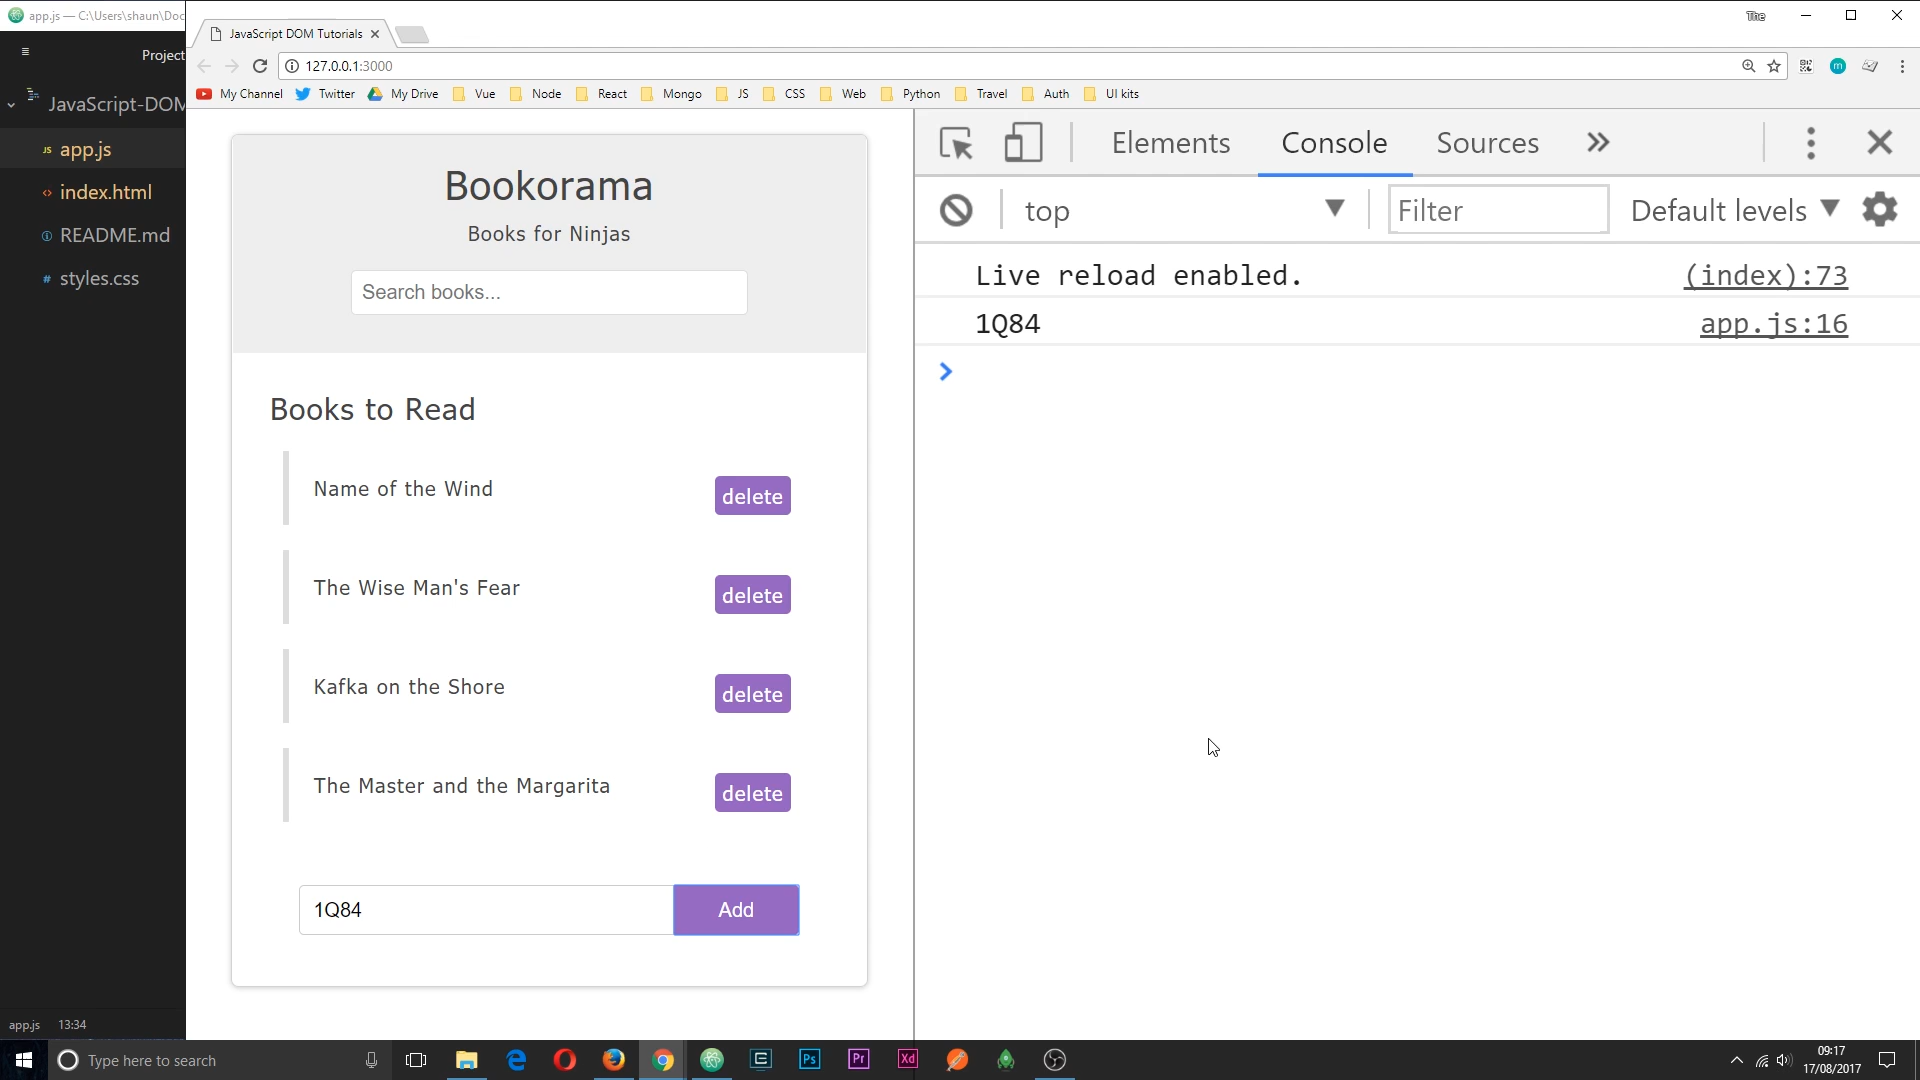 app.js — C:\Users\shaun\Doc
The
Project
JavaScript-DOM
app.js
index.html
README.md
styles.css
app.js 13:34
JavaScript DOM Tutorials
127.0.0.1:3000
My Channel Twitter My Drive Vue Node React Mongo JS CSS Web Python Travel Auth UI kits
Bookorama
Books for Ninjas
Search books...
Books to Read
Name of the Wind delete
The Wise Man's Fear delete
Kafka on the Shore delete
The Master and the Margarita delete
1Q84 Add
Elements Console Sources
top Filter Default levels
Live reload enabled. (index):73
1Q84 app.js:16
Type here to search
Ps Pr Xd
09:17
17/08/2017